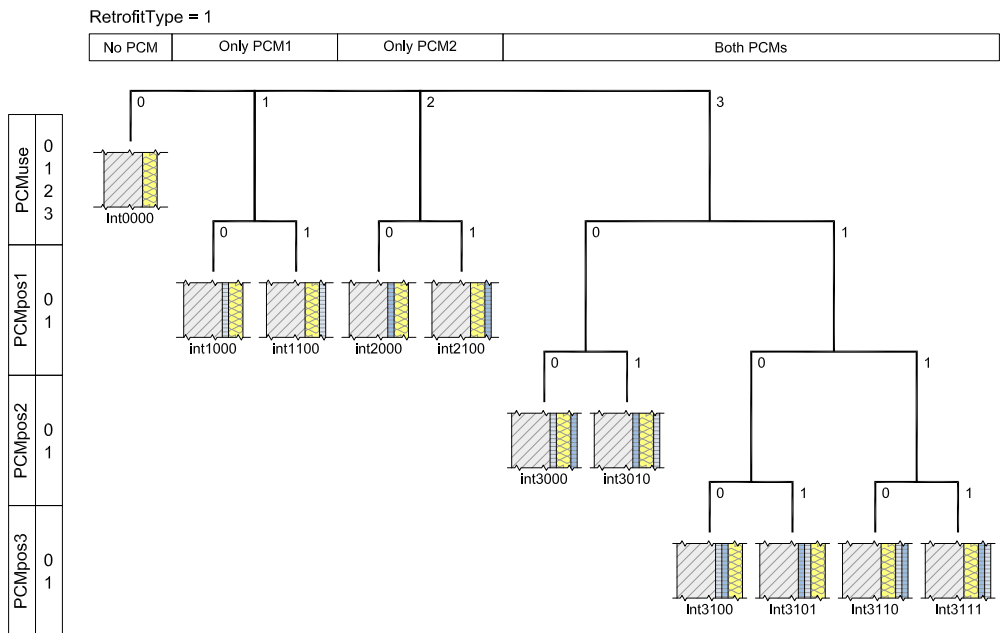 RetrofitType = 1
No PCM Only PCM1 Only PCM2 Both PCMs
0 1 2 3
PCMuse 0 1 2 3
Int0000
0 1 0 1 0 1
PCMpos1 0 1
int1000 int1100 int2000 int2100
0 1 0 1
PCMpos2 0 1
int3000 int3010
0 1 0 1
PCMpos3 0 1
Int3100 Int3101 Int3110 Int3111